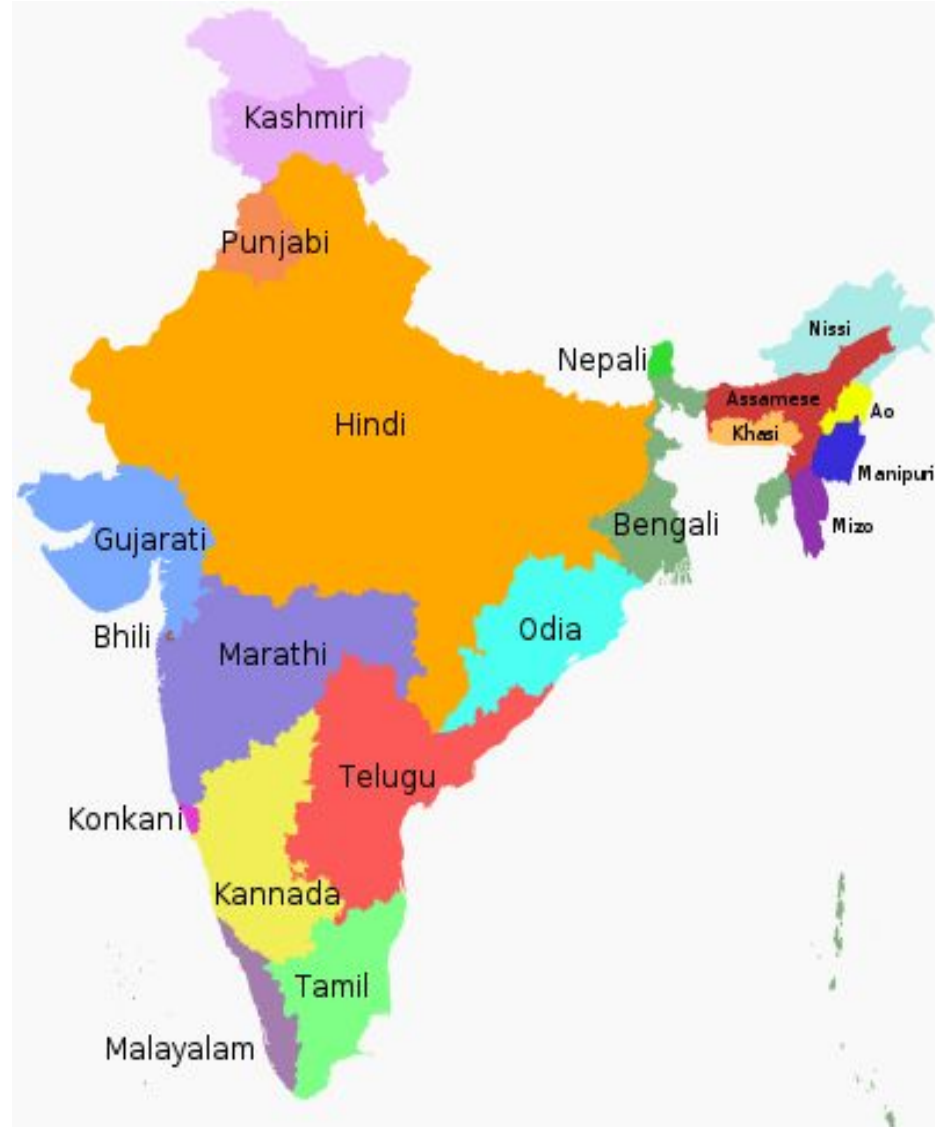 Kashmiri
Punjabi
Nissi
Nepali
Assamese
Ao
Hindi
Khasi
Manipuri
Bengali
Mizo
Gujarati
Bhili
Odia
Marathi
Telugu
Konkani
Kannada
Tamil
Malayalam